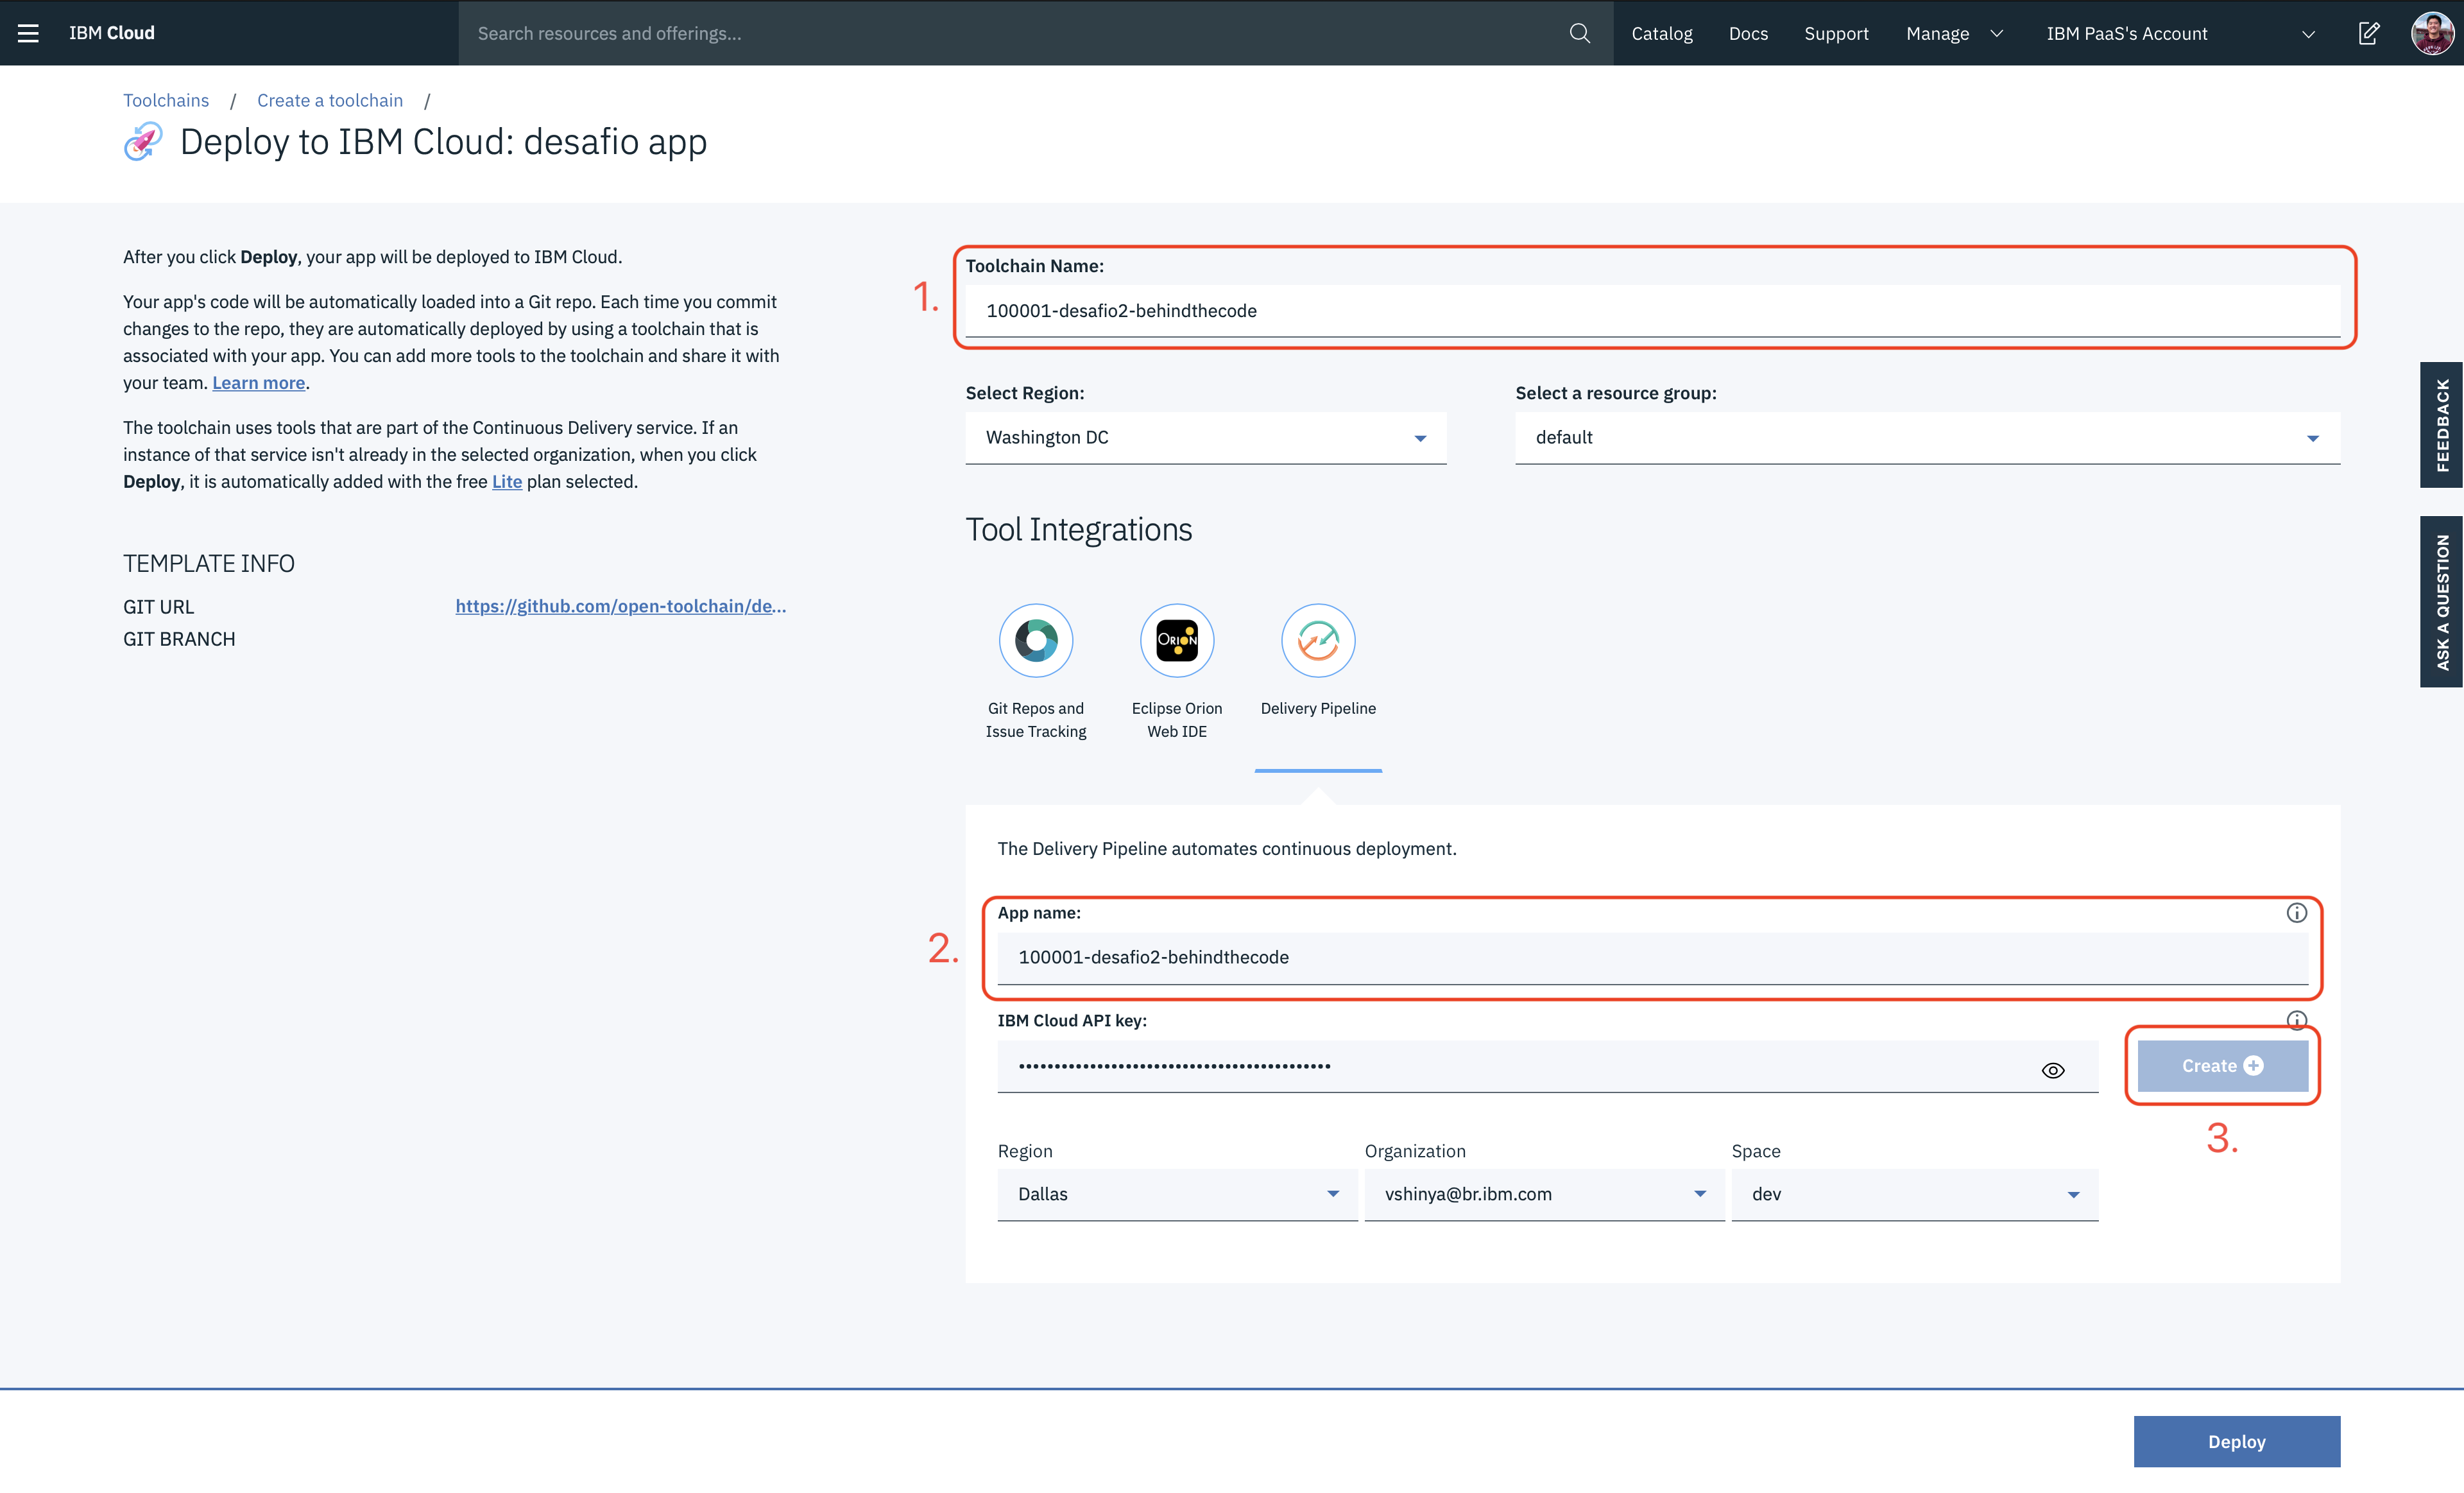 IBM Cloud
Search resources and offerings...
Catalog
Docs
Support
Manage
IBM PaaS's Account
Toolchains / Create a toolchain /
Deploy to IBM Cloud: desafio app
After you click Deploy, your app will be deployed to IBM Cloud.
Your app's code will be automatically loaded into a Git repo. Each time you commit
changes to the repo, they are automatically deployed by using a toolchain that is
associated with your app. You can add more tools to the toolchain and share it with
your team. Learn more.
The toolchain uses tools that are part of the Continuous Delivery service. If an
instance of that service isn't already in the selected organization, when you click
Deploy, it is automatically added with the free Lite plan selected.
TEMPLATE INFO
GIT URL
https://github.com/open-toolchain/de...
GIT BRANCH
1.
Toolchain Name:
100001-desafio2-behindthecode
Select Region:
Washington DC
Select a resource group:
default
Tool Integrations
ORION
Git Repos and
Issue Tracking
Eclipse Orion
Web IDE
Delivery Pipeline
The Delivery Pipeline automates continuous deployment.
2.
App name:
100001-desafio2-behindthecode
IBM Cloud API key:
••••••••••••••••••••••••••••••••••••••••••••
Create
3.
Region
Dallas
Organization
vshinya@br.ibm.com
Space
dev
Deploy
FEEDBACK
ASK A QUESTION